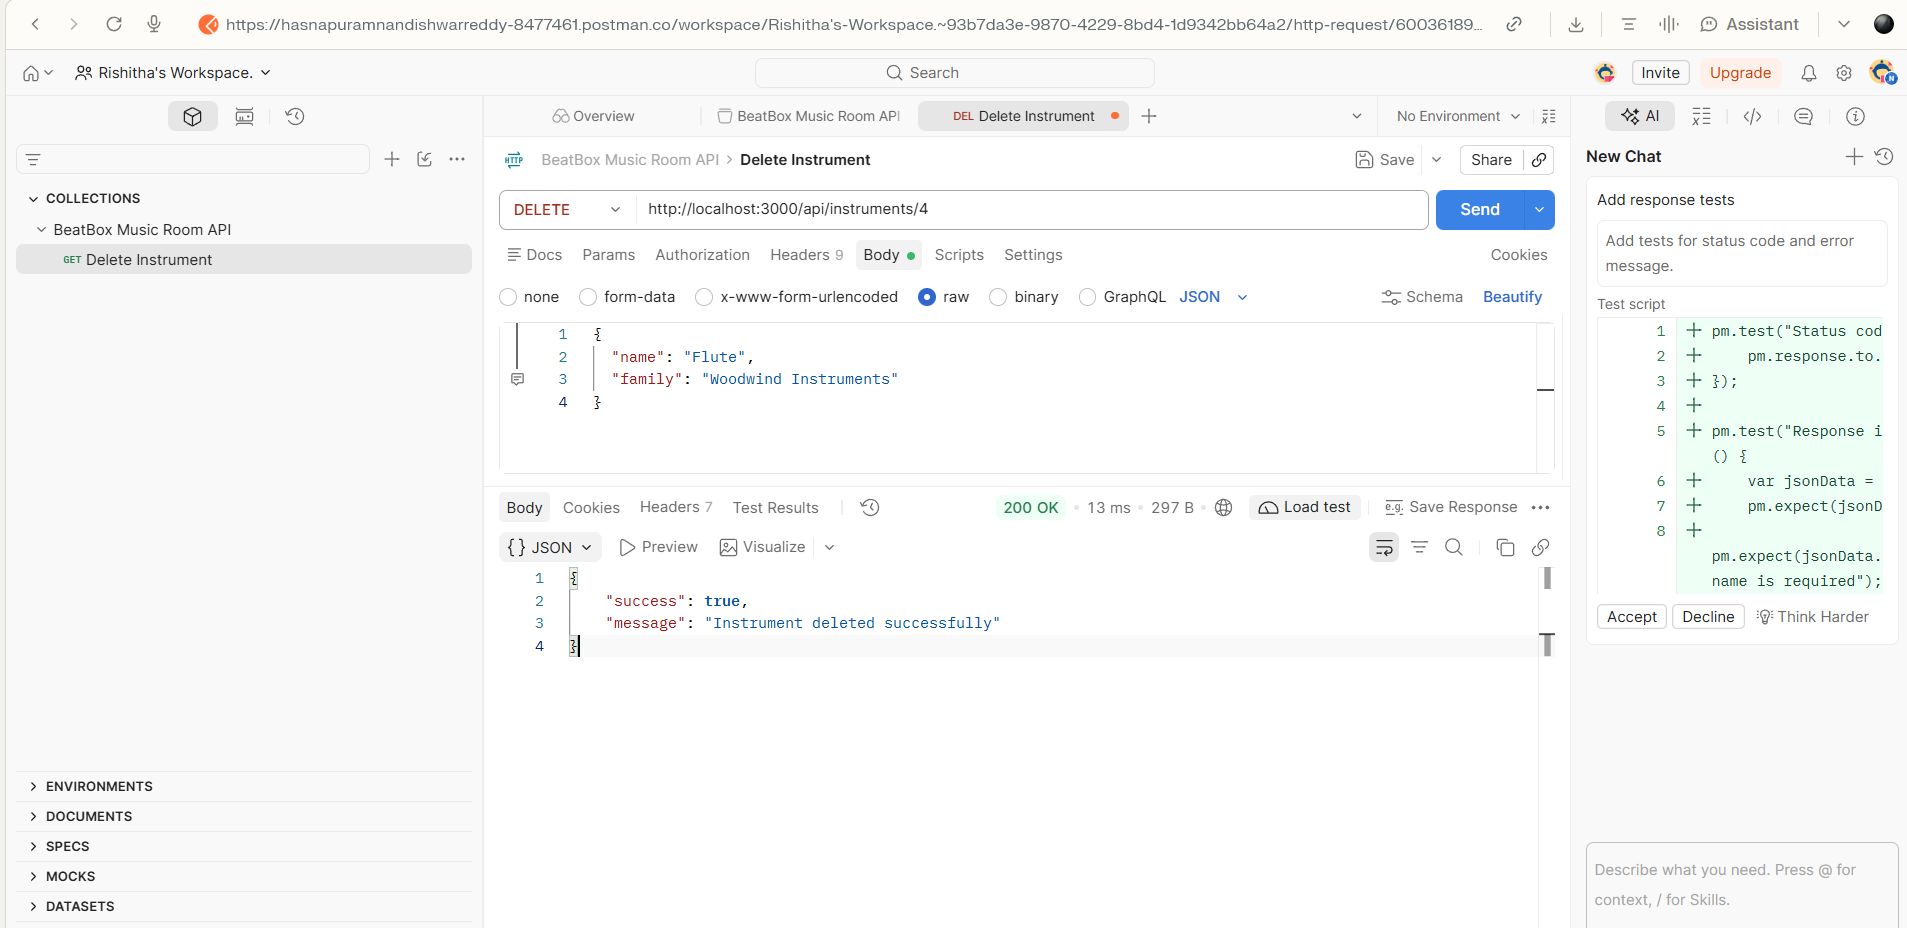 https://hasnapuramnandishwarreddy-8477461.postman.co/workspace/Rishitha's-Workspace.~93b7da3e-9870-4229-8bd4-1d9342bb64a2/http-request/60036189...
Assistant
Rishitha's Workspace.
Search
Invite
Upgrade
N
Overview
BeatBox Music Room API
DEL Delete Instrument
No Environment
AI
COLLECTIONS
BeatBox Music Room API
GET Delete Instrument
ENVIRONMENTS
DOCUMENTS
SPECS
MOCKS
DATASETS
HTTP BeatBox Music Room API > Delete Instrument
Save
Share
DELETE http://localhost:3000/api/instruments/4
Send
Docs Params Authorization Headers 9 Body Scripts Settings Cookies
none form-data x-www-form-urlencoded raw binary GraphQL JSON Schema Beautify
1 {
2 "name": "Flute",
3 "family": "Woodwind Instruments"
4 }
Body Cookies Headers 7 Test Results 200 OK • 13 ms • 297 B Load test e.g. Save Response
{} JSON Preview Visualize
1 {
2 "success": true,
3 "message": "Instrument deleted successfully"
4 }
New Chat
Add response tests
Add tests for status code and error
message.
Test script
1 + pm.test("Status cod
2 + pm.response.to.
3 + });
4 +
5 + pm.test("Response i
() {
6 + var jsonData =
7 + pm.expect(jsonD
8 +
pm.expect(jsonData.
name is required");
Accept Decline Think Harder
Describe what you need. Press @ for
context, / for Skills.